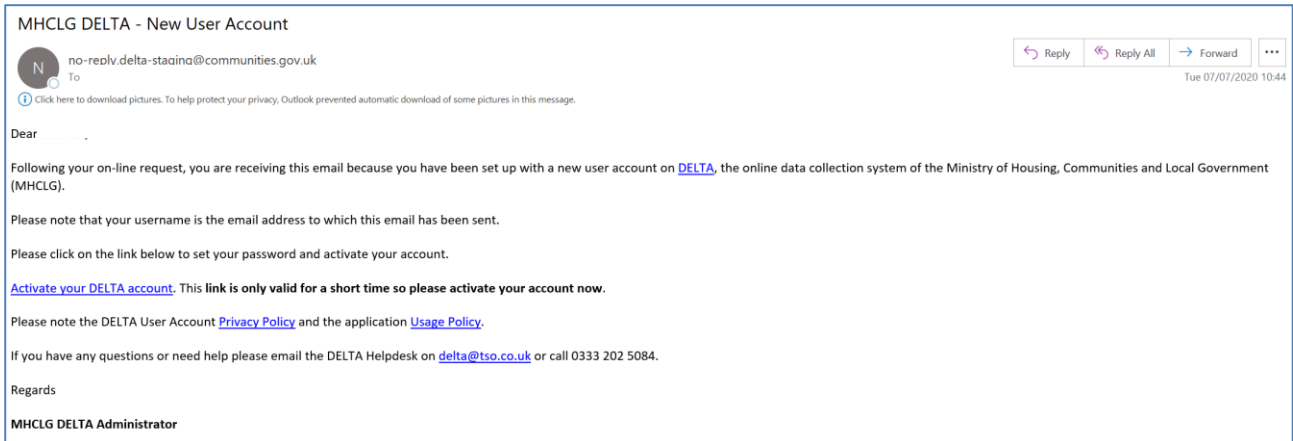 MHCLG DELTA - New User Account
N
no-reply.delta-staging@communities.gov.uk
To
Reply
Reply All
Forward
...
Tue 07/07/2020 10:44
Click here to download pictures. To help protect your privacy, Outlook prevented automatic download of some pictures in this message.
Dear ,
Following your on-line request, you are receiving this email because you have been set up with a new user account on DELTA, the online data collection system of the Ministry of Housing, Communities and Local Government
(MHCLG).
Please note that your username is the email address to which this email has been sent.
Please click on the link below to set your password and activate your account.
Activate your DELTA account. This link is only valid for a short time so please activate your account now.
Please note the DELTA User Account Privacy Policy and the application Usage Policy.
If you have any questions or need help please email the DELTA Helpdesk on delta@tso.co.uk or call 0333 202 5084.
Regards
MHCLG DELTA Administrator